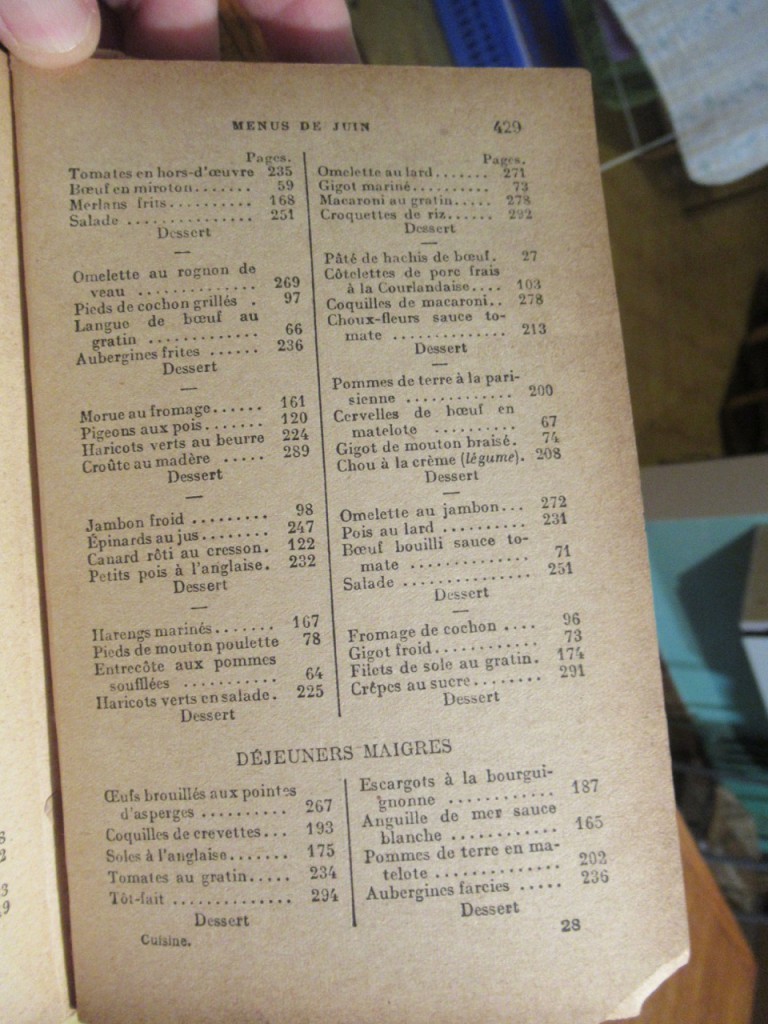 MENUS DE JUIN 429
Pages.
Tomates en hors-d'œuvre 235
Bœuf en miroton....... 59
Merlans frits.......... 168
Salade ............... 251
Dessert
—
Omelette au rognon de
veau .............. 269
Pieds de cochon grillés . 97
Langue de bœuf au
gratin ............. 66
Aubergines frites ...... 236
Dessert
—
Morue au fromage...... 161
Pigeons aux pois....... 120
Haricots verts au beurre 224
Croûte au madère ..... 289
Dessert
—
Jambon froid ......... 98
Épinards au jus........ 247
Canard rôti au cresson. 122
Petits pois à l'anglaise. 232
Dessert
—
Harengs marinés....... 167
Pieds de mouton poulette 78
Entrecôte aux pommes
soufflées ........... 64
Haricots verts en salade. 225
Dessert
Pages.
Omelette au lard....... 271
Gigot mariné.......... 73
Macaroni au gratin..... 278
Croquettes de riz...... 292
Dessert
—
Pâté de hachis de bœuf. 27
Côtelettes de porc frais
à la Courlandaise.... 103
Coquilles de macaroni.. 278
Choux-fleurs sauce to-
mate .............. 213
Dessert
—
Pommes de terre à la pari-
sienne ............. 200
Cervelles de bœuf en
matelote .......... 67
Gigot de mouton braisé. 74
Chou à la crème (légume). 208
Dessert
—
Omelette au jambon... 272
Pois au lard .......... 231
Bœuf bouilli sauce to-
mate .............. 71
Salade ............... 251
Dessert
—
Fromage de cochon .... 96
Gigot froid............ 73
Filets de sole au gratin. 174
Crêpes au sucre........ 291
Dessert
DÉJEUNERS MAIGRES
Œufs brouillés aux pointes
d'asperges .......... 267
Coquilles de crevettes... 193
Soles à l'anglaise....... 175
Tomates au gratin..... 234
Tôt-fait .............. 294
Dessert
Escargots à la bourgui-
gnonne ............ 187
Anguille de mer sauce
blanche ............ 165
Pommes de terre en ma-
telote .............. 202
Aubergines farcies ..... 236
Dessert
Cuisine. 28